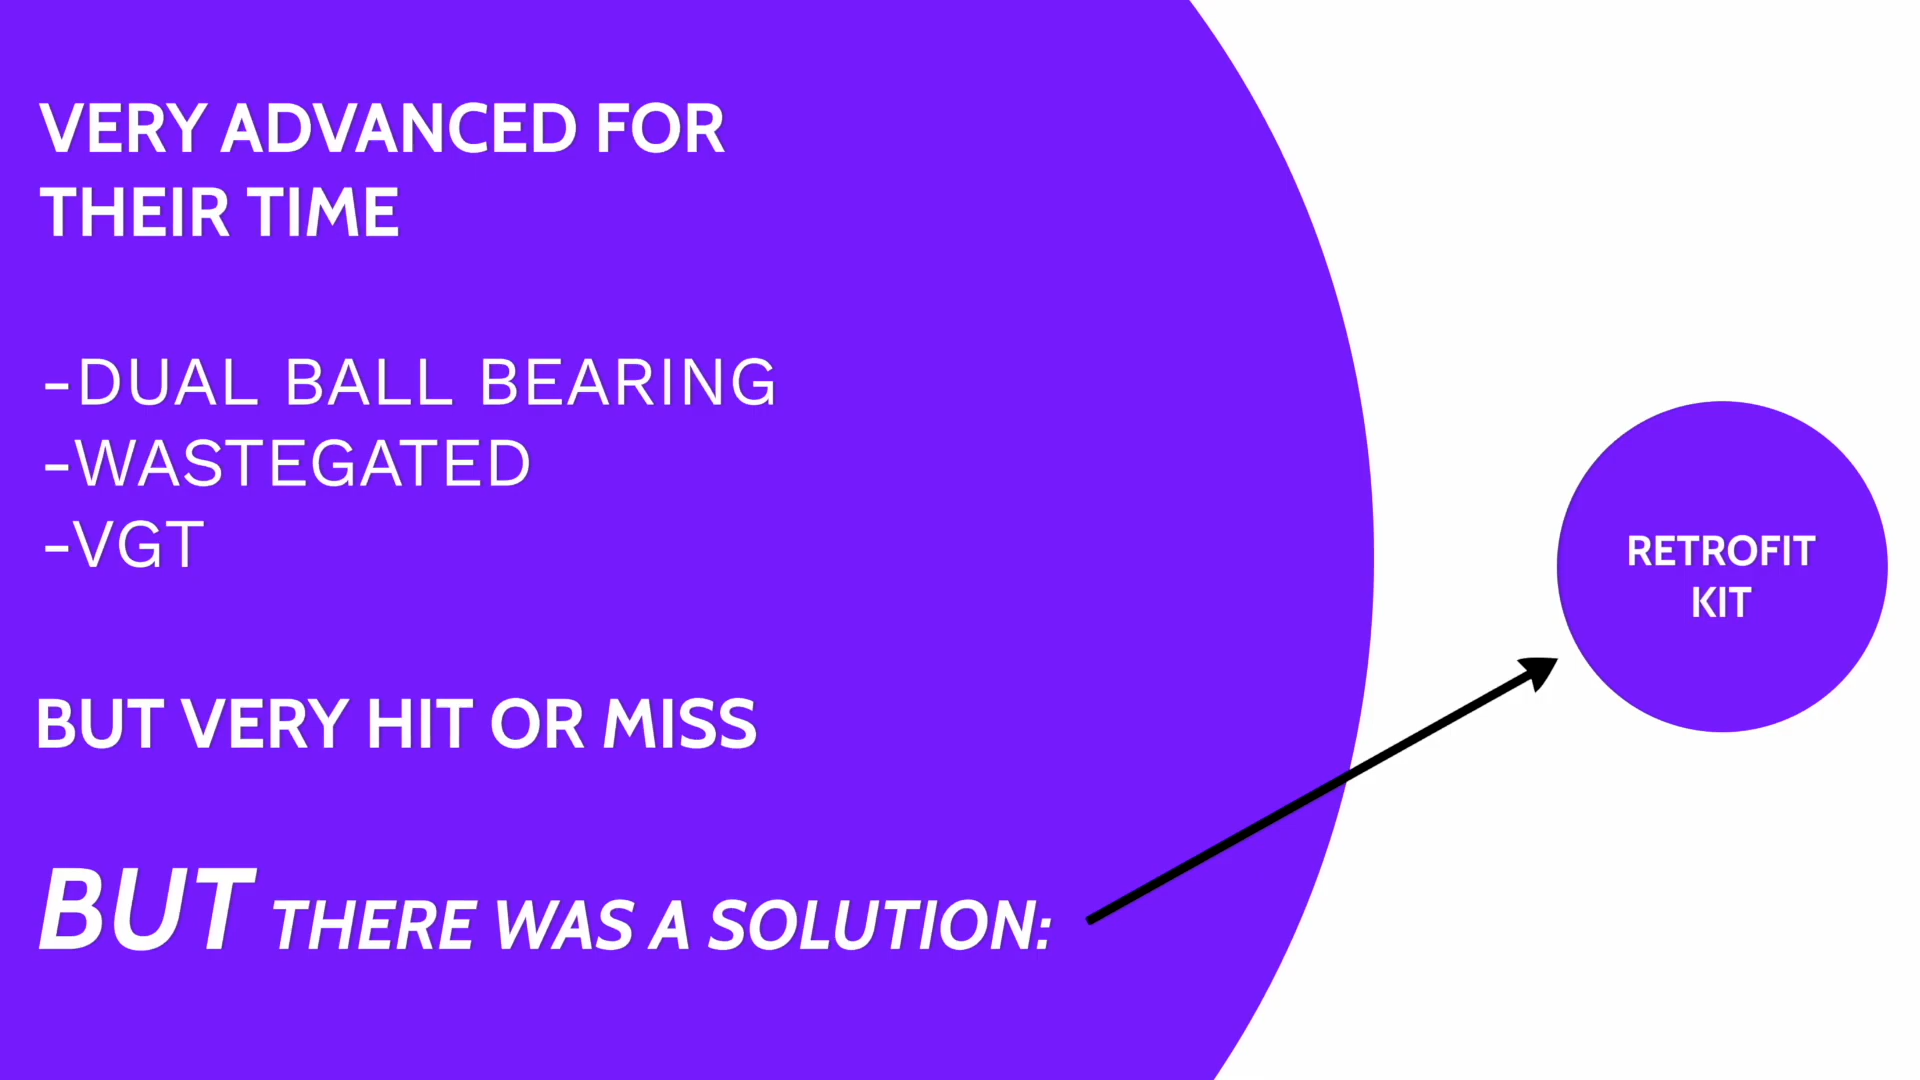 VERY ADVANCED FOR
THEIR TIME
-DUAL BALL BEARING
-WASTEGATED
-VGT
BUT VERY HIT OR MISS
BUT THERE WAS A SOLUTION:
RETROFIT
KIT